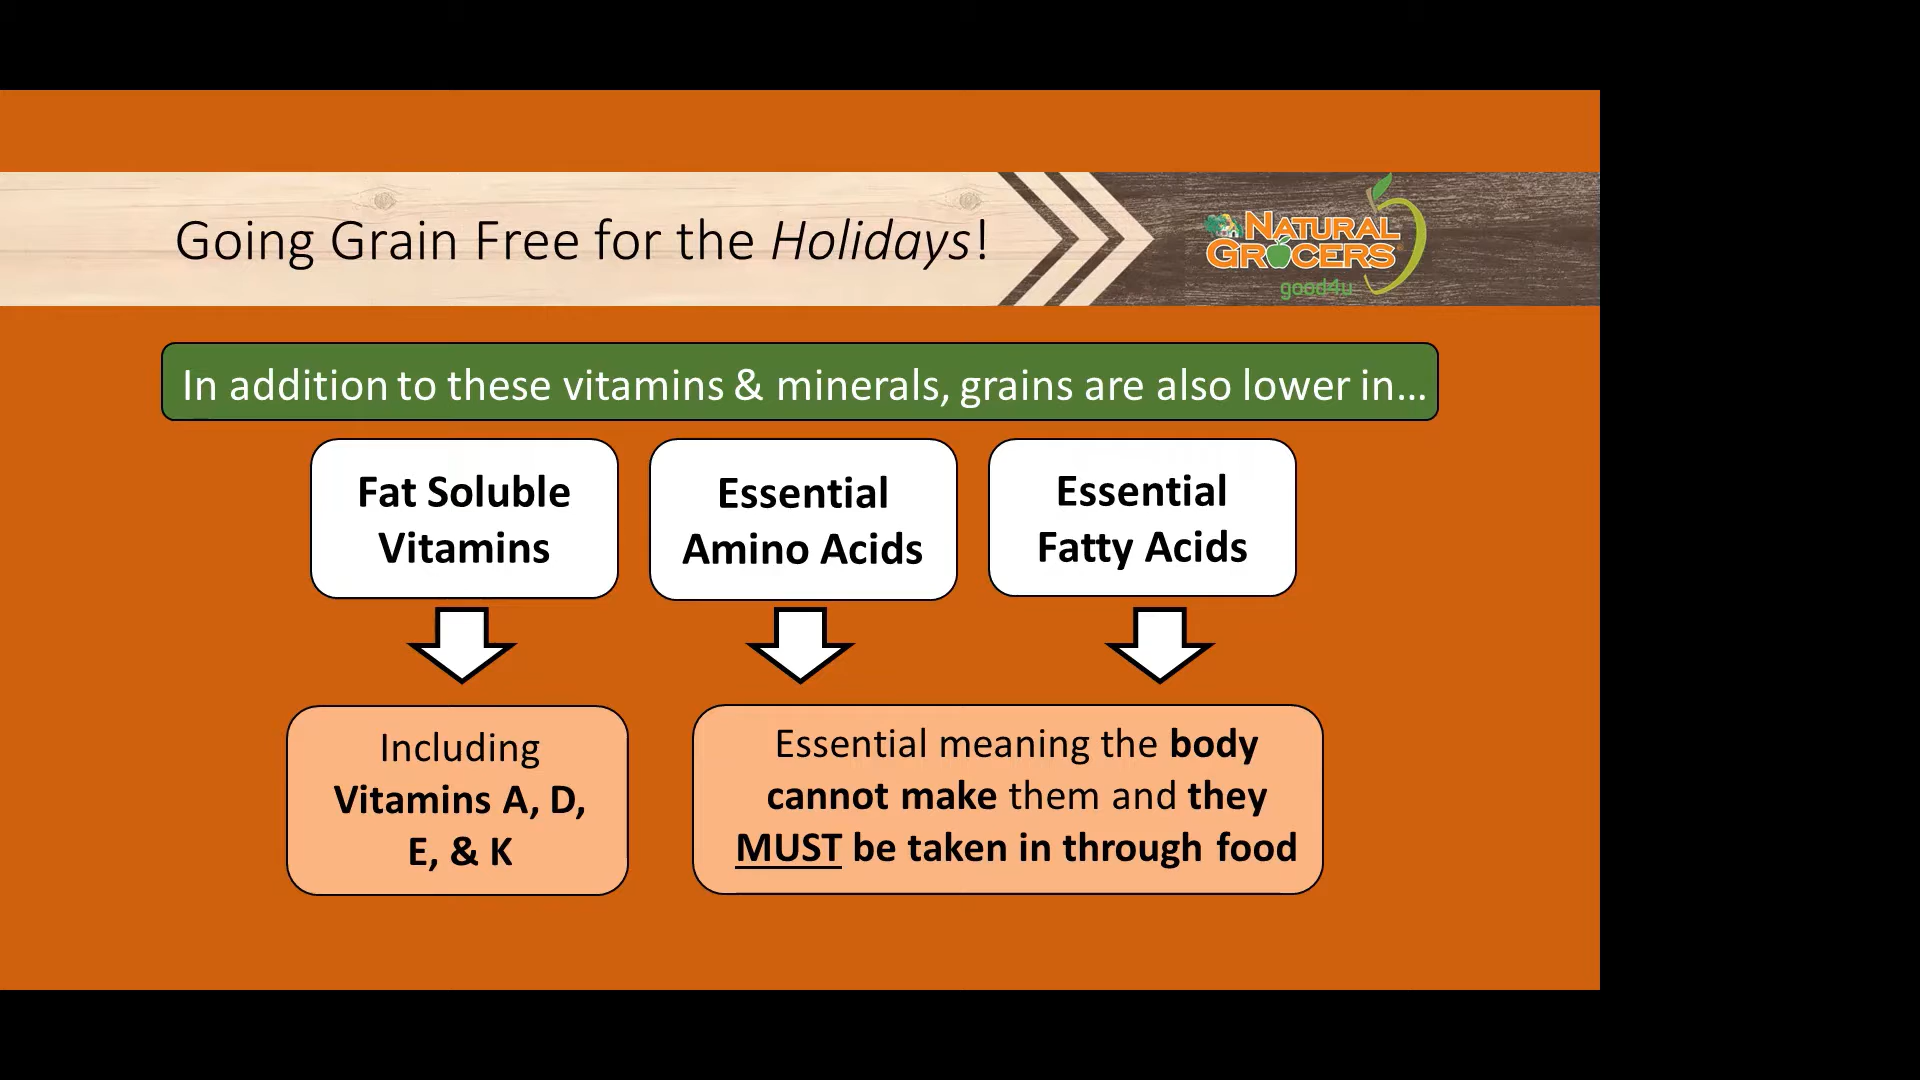 Going Grain Free for the Holidays!
NATURAL
GROCERS
good4u
In addition to these vitamins & minerals, grains are also lower in...
Fat Soluble
Vitamins
Essential
Amino Acids
Essential
Fatty Acids
Including
Vitamins A, D,
E, & K
Essential meaning the body
cannot make them and they
MUST be taken in through food